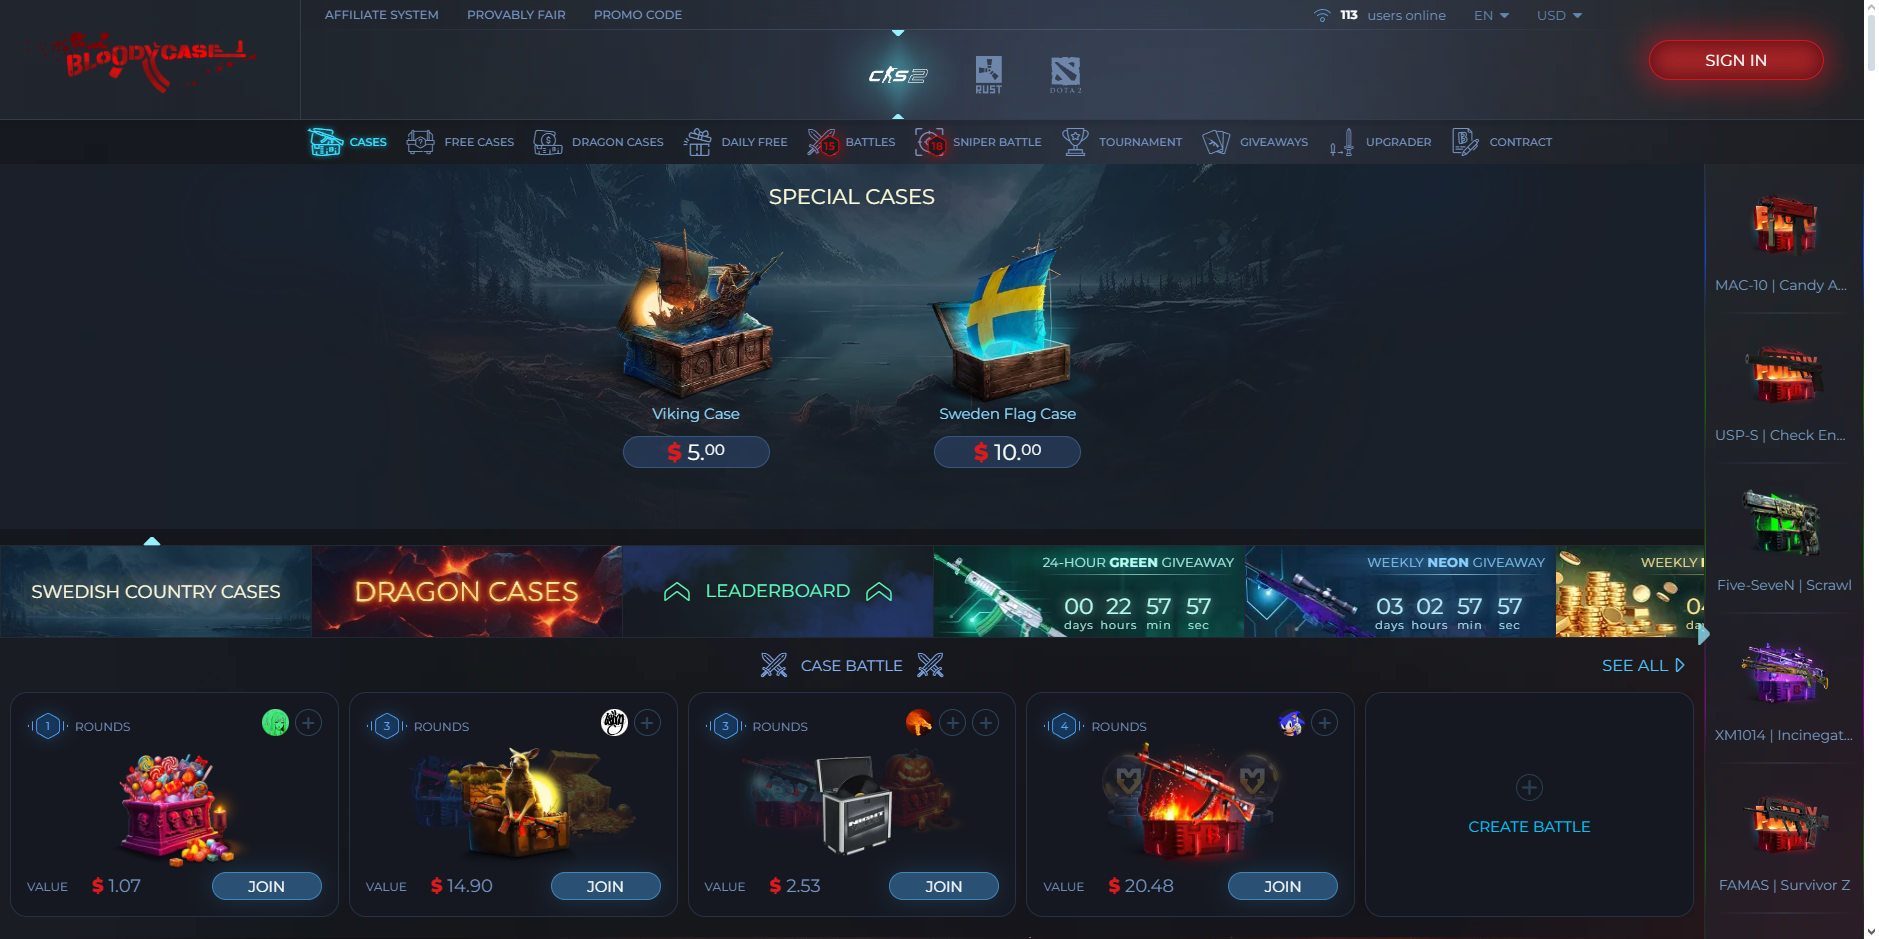 AFFILIATE SYSTEM PROVABLY FAIR PROMO CODE
113 users online EN USD
BLOODYCASE
CS2 RUST DOTA 2
SIGN IN
CASES FREE CASES DRAGON CASES DAILY FREE 15 BATTLES 18 SNIPER BATTLE TOURNAMENT GIVEAWAYS UPGRADER CONTRACT
SPECIAL CASES
Viking Case
$ 5.00
Sweden Flag Case
$ 10.00
MAC-10 | Candy A...
USP-S | Check En...
Five-SeveN | Scrawl
XM1014 | Incinegat...
FAMAS | Survivor Z
SWEDISH COUNTRY CASES
DRAGON CASES
LEADERBOARD
24-HOUR GREEN GIVEAWAY
00 22 57 57
days hours min sec
WEEKLY NEON GIVEAWAY
03 02 57 57
days hours min sec
WEEKLY
CASE BATTLE
SEE ALL
1 ROUNDS
VALUE $ 1.07 JOIN
3 ROUNDS
VALUE $ 14.90 JOIN
3 ROUNDS
NIGHT
VALUE $ 2.53 JOIN
4 ROUNDS
VALUE $ 20.48 JOIN
CREATE BATTLE